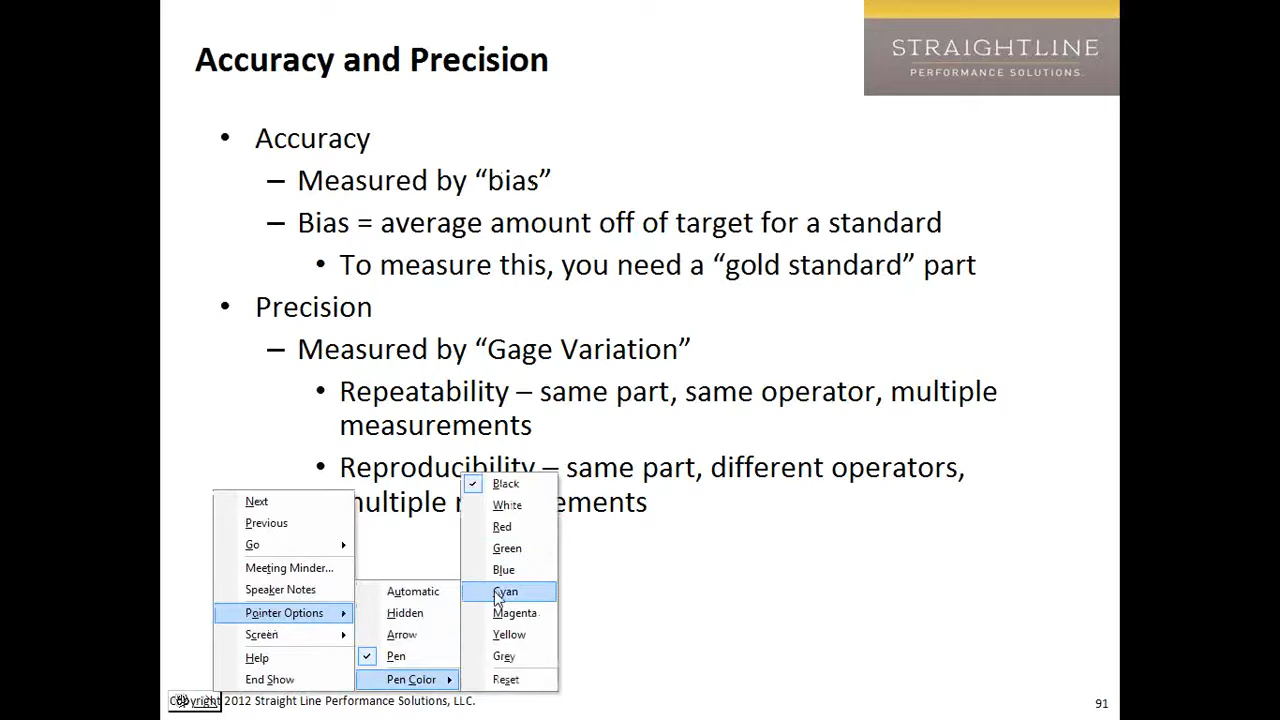 Accuracy and Precision
STRAIGHTLINE
PERFORMANCE SOLUTIONS.
• Accuracy
– Measured by “bias”
– Bias = average amount off of target for a standard
• To measure this, you need a “gold standard” part
• Precision
– Measured by “Gage Variation”
• Repeatability – same part, same operator, multiple
measurements
• Reproducibility – same part, different operators,
multiple ements
Next
Previous
Go
Meeting Minder...
Speaker Notes
Pointer Options
Screen
Help
End Show
Automatic
Hidden
Arrow
Pen
Pen Color
Black
White
Red
Green
Blue
Cyan
Magenta
Yellow
Grey
Reset
Copyright 2012 Straight Line Performance Solutions, LLC.
91